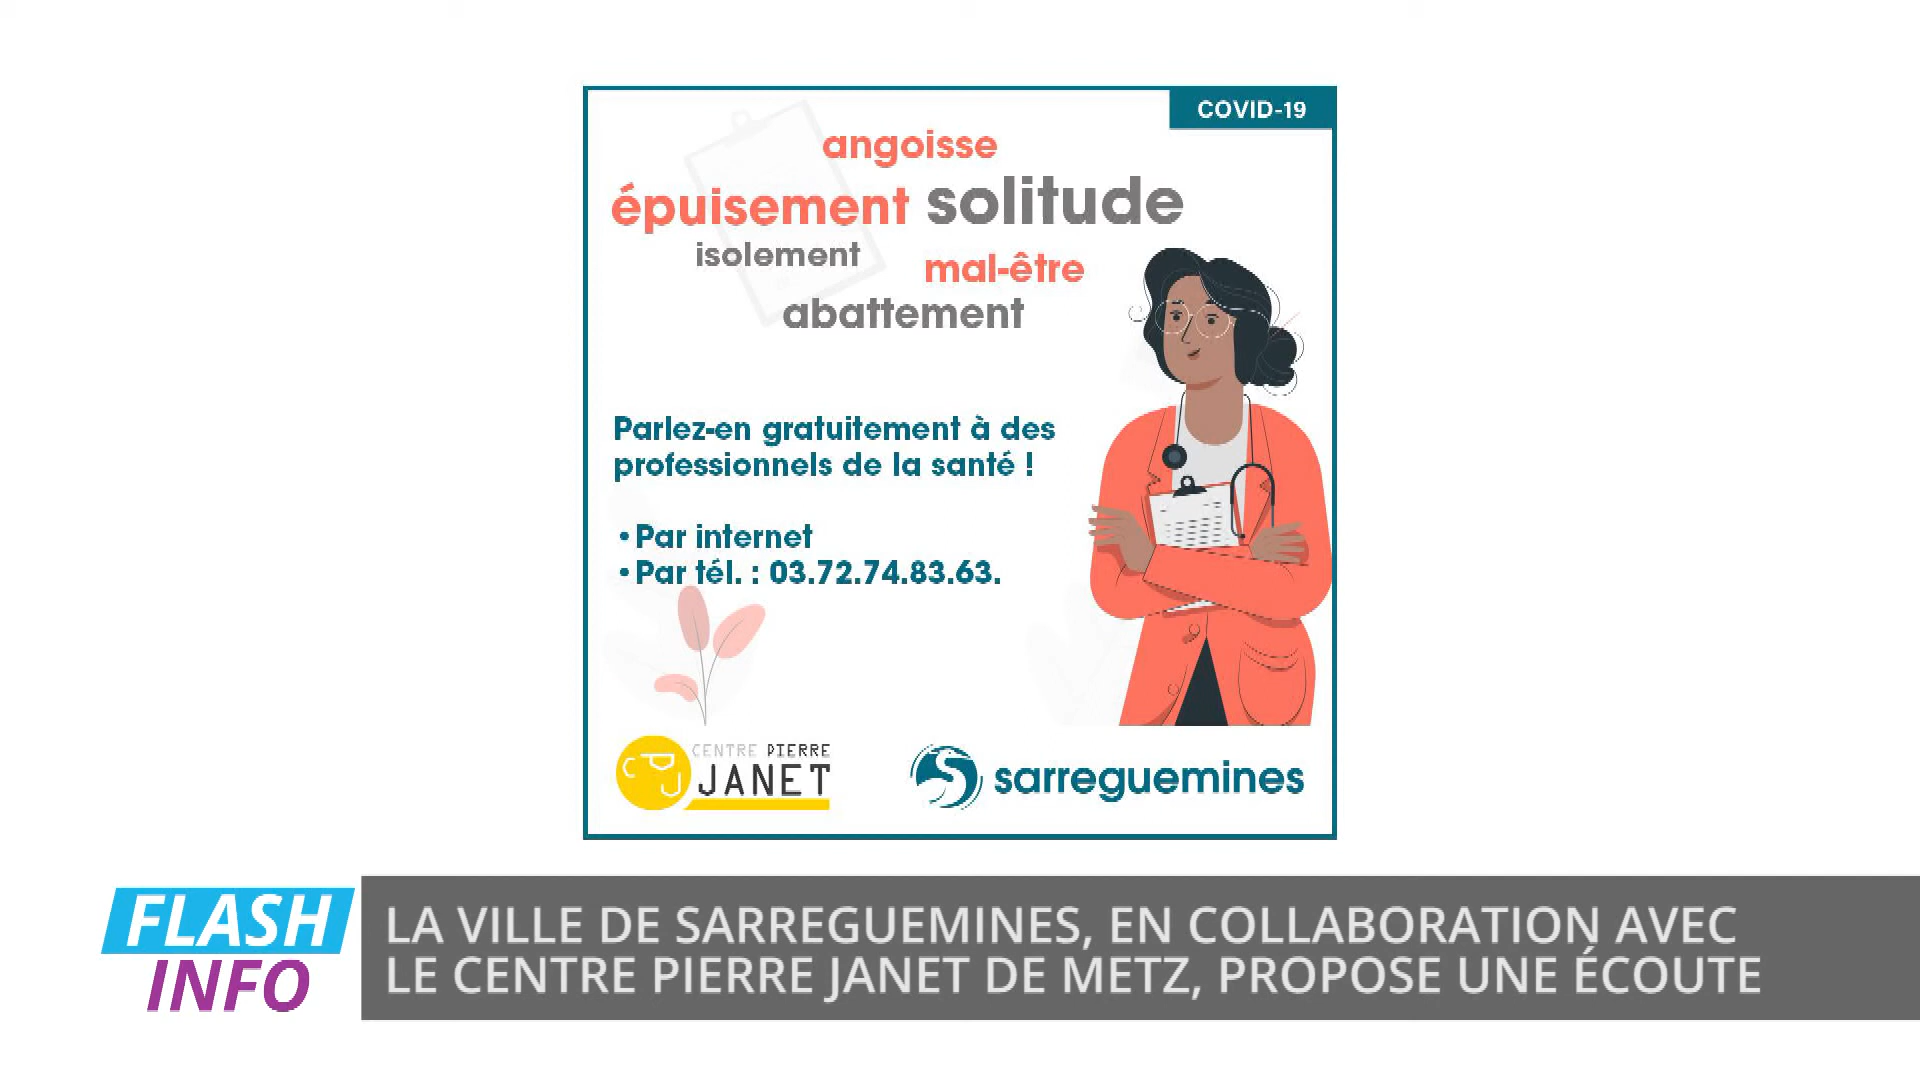 COVID-19
angoisse
épuisement solitude
isolement mal-être
abattement
Parlez-en gratuitement à des
professionnels de la santé !
• Par internet
• Par tél. : 03.72.74.83.63.
CPJ CENTRE PIERRE
JANET
sarreguemines
FLASH
INFO
LA VILLE DE SARREGUEMINES, EN COLLABORATION AVEC
LE CENTRE PIERRE JANET DE METZ, PROPOSE UNE ÉCOUTE